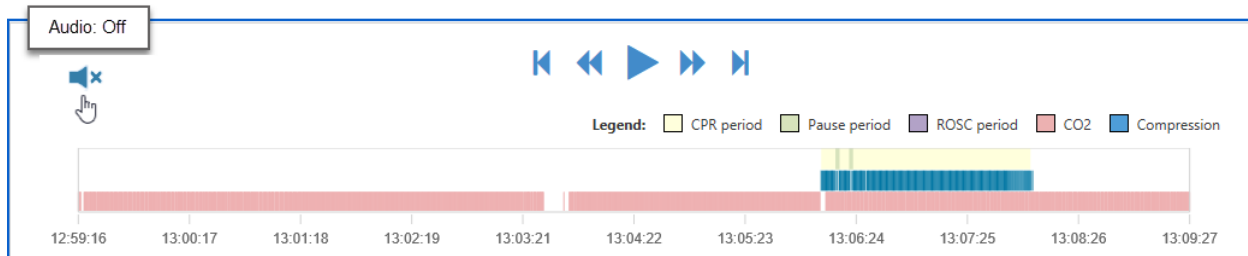 Audio: Off
Legend: CPR period Pause period ROSC period CO2 Compression
12:59:16 13:00:17 13:01:18 13:02:19 13:03:21 13:04:22 13:05:23 13:06:24 13:07:25 13:08:26 13:09:27